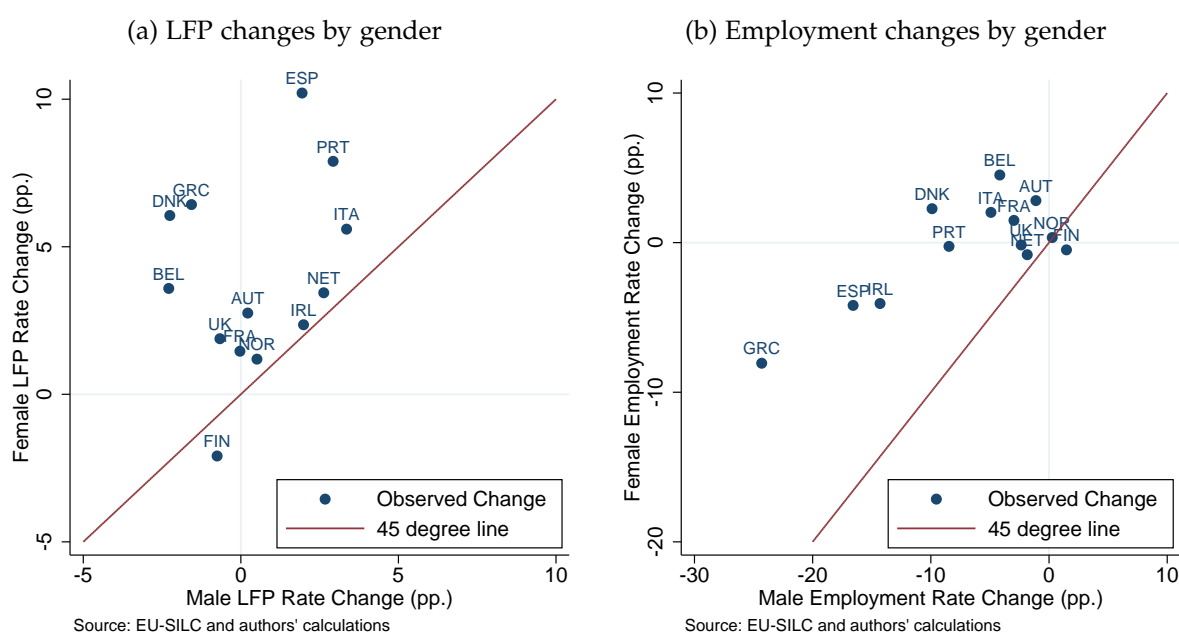 (a) LFP changes by gender
ESP
PRT
GRC
DNK
ITA
BEL
NET
AUT
IRL
UK
FRA
NOR
FIN
10
5
0
-5
Female LFP Rate Change (pp.)
Observed Change
45 degree line
-5 0 5 10
Male LFP Rate Change (pp.)
Source: EU-SILC and authors' calculations
(b) Employment changes by gender
BEL
AUT
DNK
ITA
FRA
NOR
PRT
UK
NET
FIN
ESP
IRL
GRC
10
0
-10
-20
Female Employment Rate Change (pp.)
Observed Change
45 degree line
-30 -20 -10 0 10
Male Employment Rate Change (pp.)
Source: EU-SILC and authors' calculations